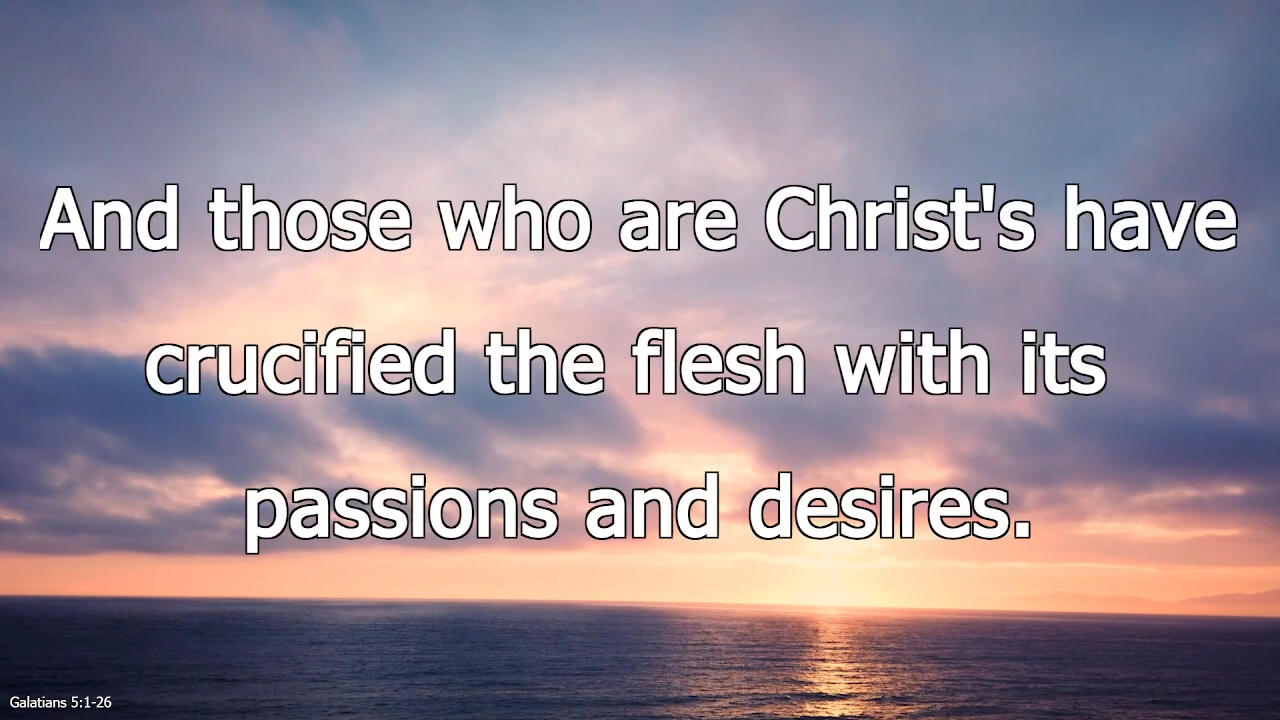 And those who are Christ's have
crucified the flesh with its
passions and desires.
Galatians 5:1-26